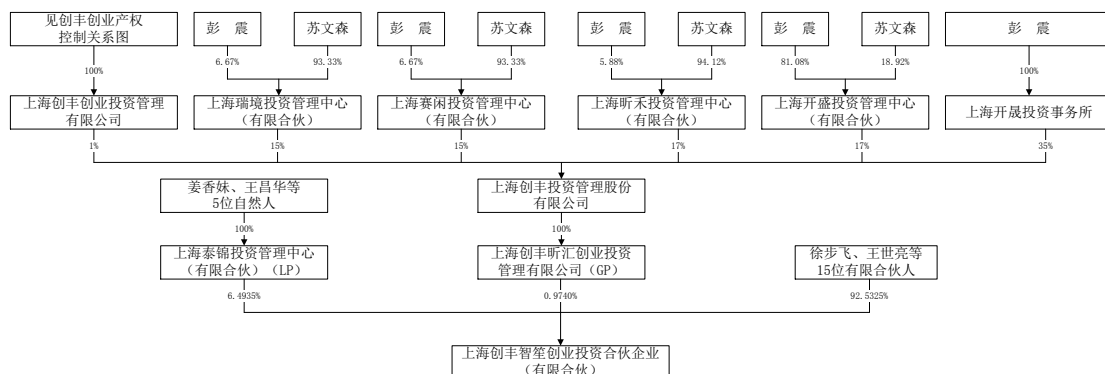 见创丰创业产权
控制关系图
彭　震
苏文森
彭　震
苏文森
彭　震
苏文森
彭　震
苏文森
彭　震
100%
6.67%
93.33%
6.67%
93.33%
5.88%
94.12%
81.08%
18.92%
100%
上海创丰创业投资管理
有限公司
上海瑞境投资管理中心
（有限合伙）
上海赛闲投资管理中心
（有限合伙）
上海昕禾投资管理中心
（有限合伙）
上海开盛投资管理中心
（有限合伙）
上海开晟投资事务所
1%
15%
15%
17%
17%
35%
姜香妹、王昌华等
5位自然人
上海创丰投资管理股份
有限公司
100%
100%
上海泰锦投资管理中心
（有限合伙）（LP）
上海创丰昕汇创业投资
管理有限公司（GP）
徐步飞、王世亮等
15位有限合伙人
6.4935%
0.9740%
92.5325%
上海创丰智笙创业投资合伙企业
（有限合伙）